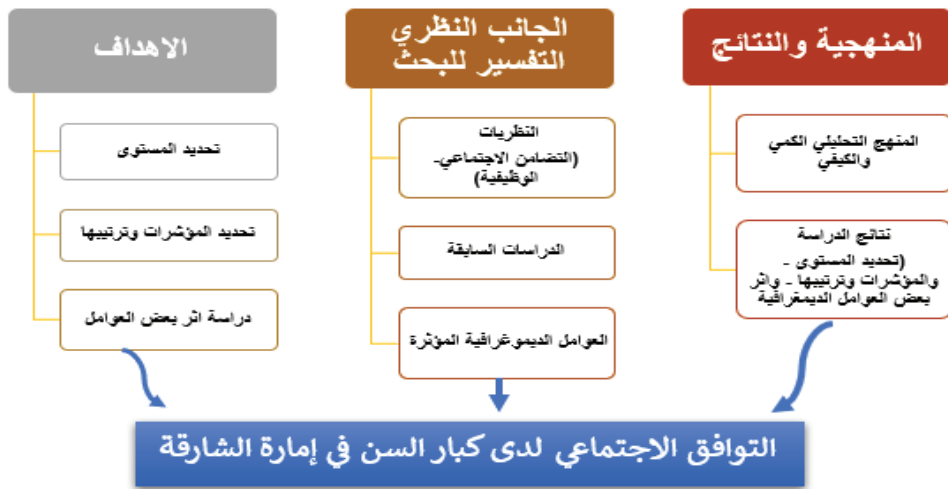 المنهجية والنتائج
المنهج التحليلي الكمي
والكيفي
نتائج الدراسة
(تحديد المستوى -
والمؤشرات وترتيبها - واثر
بعض العوامل الديمغرافية
الجانب النظري
التفسير للبحث
النظريات
(التضامن الاجتماعي-
الوظيفية)
الدراسات السابقة
العوامل الديموغرافية المؤثرة
الاهداف
تحديد المستوى
تحديد المؤشرات وترتيبها
دراسة اثر بعض العوامل
التوافق الاجتماعي لدى كبار السن في إمارة الشارقة